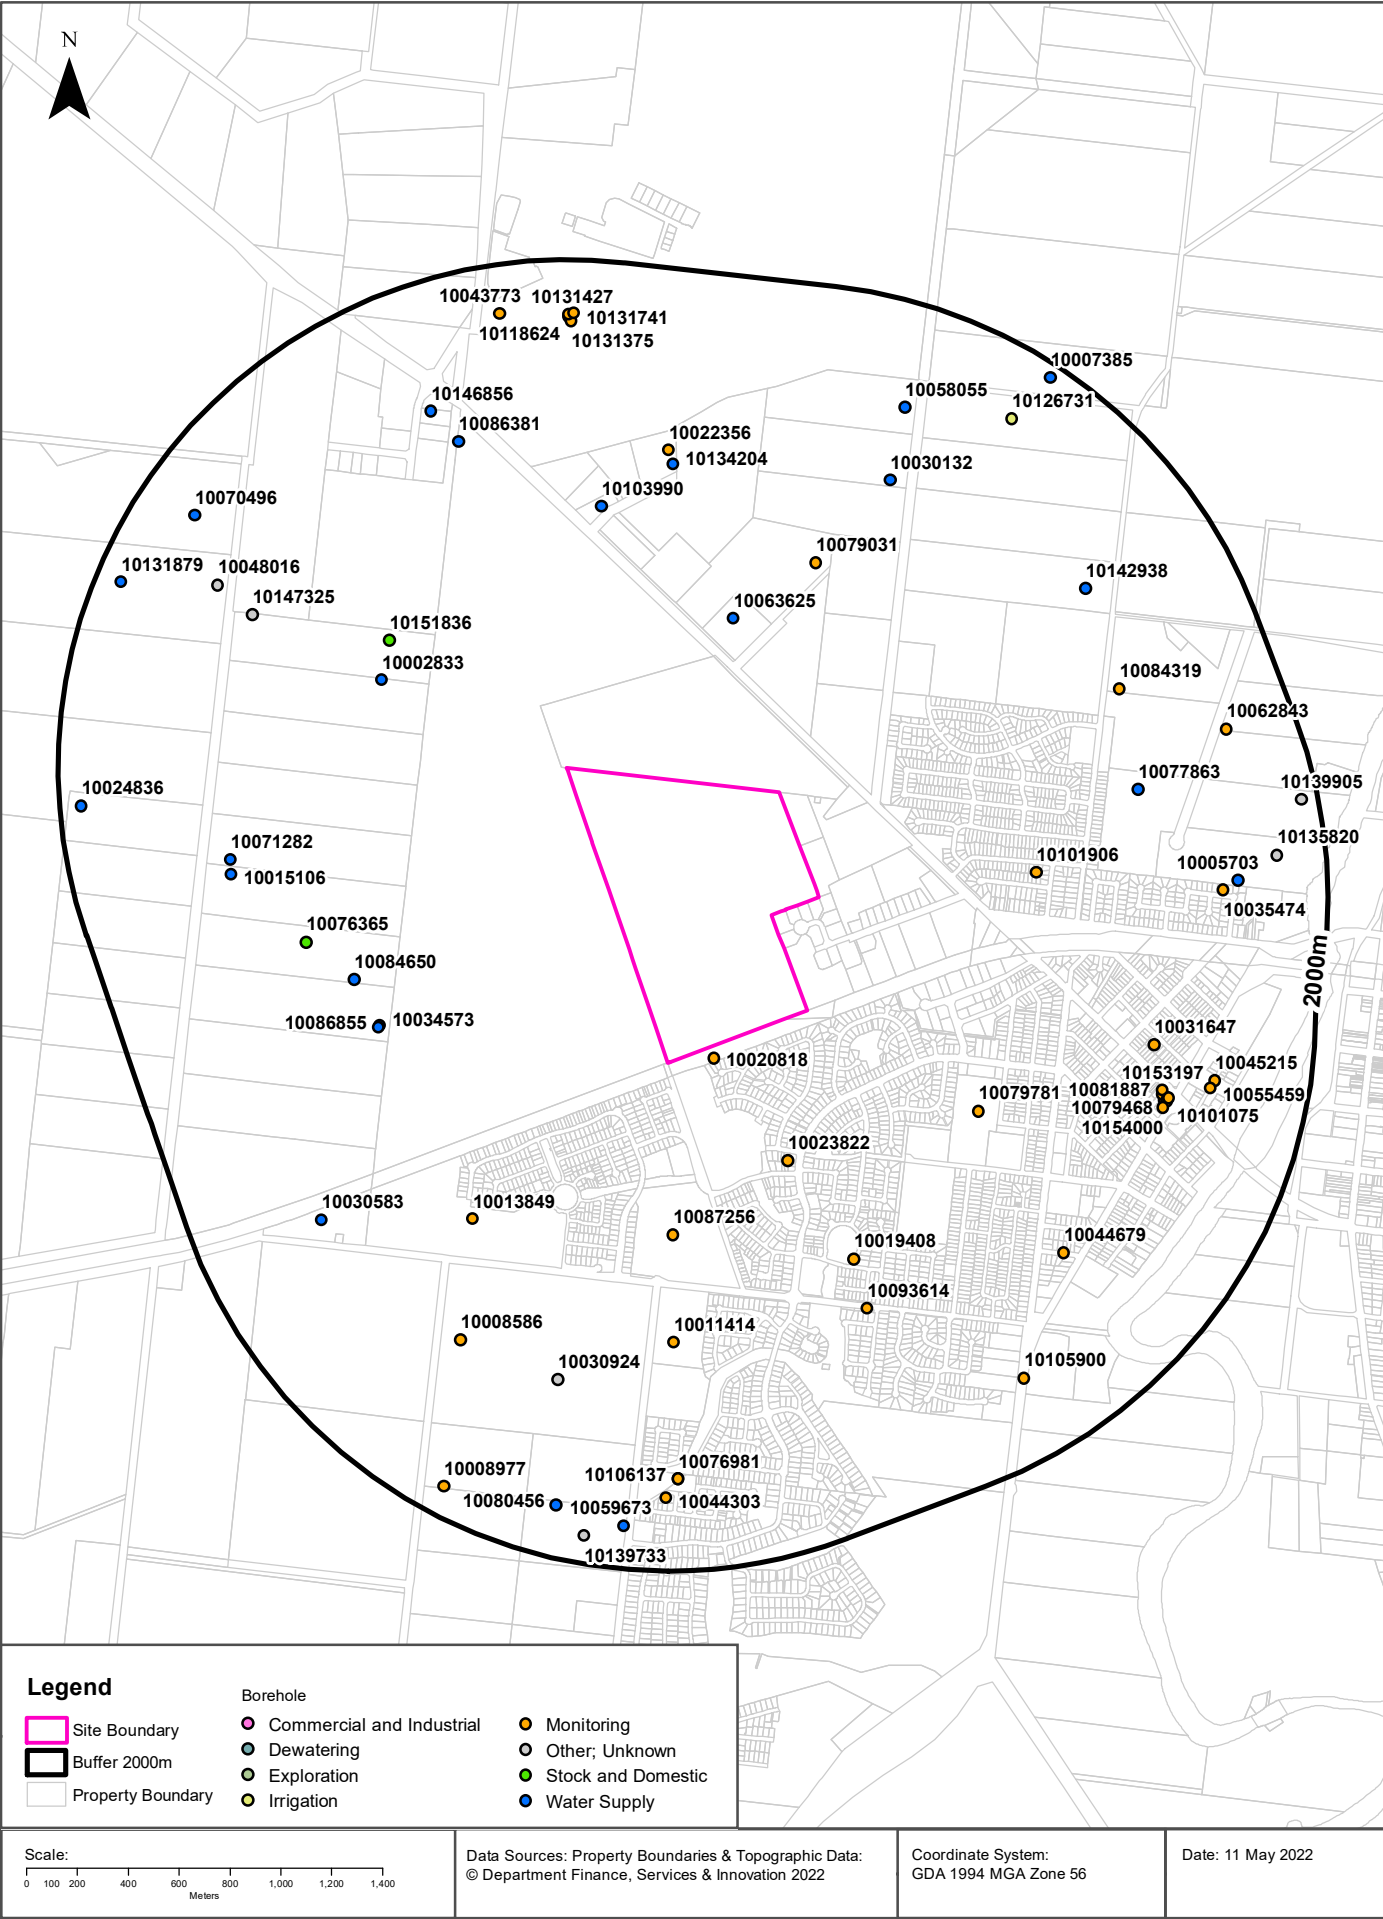 N
10043773
10131427
10131741
10118624
10131375
10007385
10058055
10126731
10146856
10086381
10022356
10134204
10030132
10103990
10070496
10079031
10131879
10048016
10142938
10147325
10063625
10151836
10002833
10084319
10062843
10077863
10139905
10024836
10071282
10015106
10135820
10101906
10005703
10035474
10076365
10084650
2000m
10086855
10034573
10031647
10020818
10045215
10153197
10079781
10081887
10055459
10079468
10101075
10154000
10023822
10030583
10013849
10087256
10019408
10044679
10093614
10008586
10011414
10030924
10105900
10008977
10106137
10076981
10080456
10059673
10044303
10139733
Legend
Site Boundary
Buffer 2000m
Property Boundary
Borehole
Commercial and Industrial
Dewatering
Exploration
Irrigation
Monitoring
Other; Unknown
Stock and Domestic
Water Supply
Scale:
0 100 200 400 600 800 1,000 1,200 1,400
Meters
Data Sources: Property Boundaries & Topographic Data:
© Department Finance, Services & Innovation 2022
Coordinate System:
GDA 1994 MGA Zone 56
Date: 11 May 2022